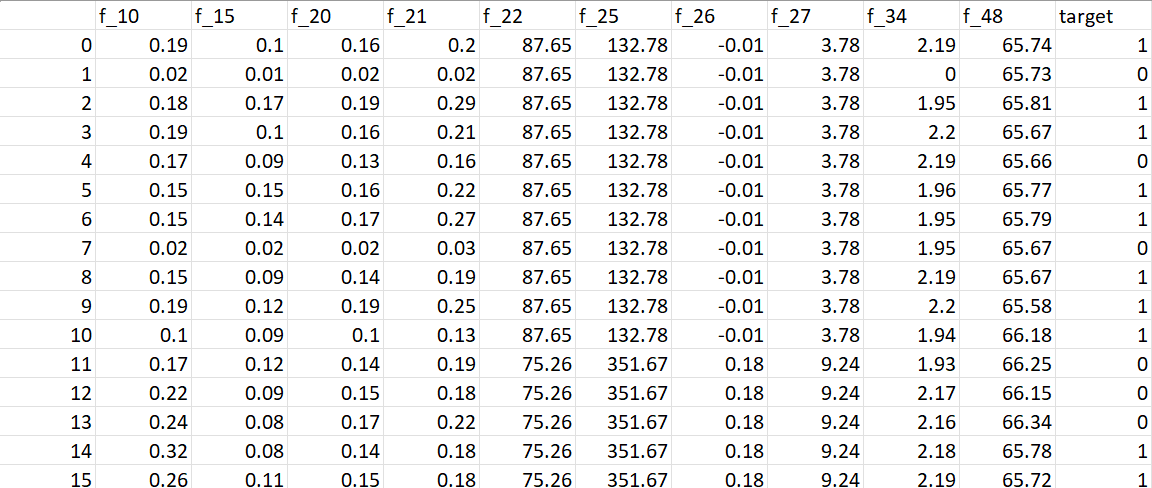 f_10 f_15 f_20 f_21 f_22 f_25 f_26 f_27 f_34 f_48 target
0 0.19 0.1 0.16 0.2 87.65 132.78 -0.01 3.78 2.19 65.74 1
1 0.02 0.01 0.02 0.02 87.65 132.78 -0.01 3.78 0 65.73 0
2 0.18 0.17 0.19 0.29 87.65 132.78 -0.01 3.78 1.95 65.81 1
3 0.19 0.1 0.16 0.21 87.65 132.78 -0.01 3.78 2.2 65.67 1
4 0.17 0.09 0.13 0.16 87.65 132.78 -0.01 3.78 2.19 65.66 0
5 0.15 0.15 0.16 0.22 87.65 132.78 -0.01 3.78 1.96 65.77 1
6 0.15 0.14 0.17 0.27 87.65 132.78 -0.01 3.78 1.95 65.79 1
7 0.02 0.02 0.02 0.03 87.65 132.78 -0.01 3.78 1.95 65.67 0
8 0.15 0.09 0.14 0.19 87.65 132.78 -0.01 3.78 2.19 65.67 1
9 0.19 0.12 0.19 0.25 87.65 132.78 -0.01 3.78 2.2 65.58 1
10 0.1 0.09 0.1 0.13 87.65 132.78 -0.01 3.78 1.94 66.18 1
11 0.17 0.12 0.14 0.19 75.26 351.67 0.18 9.24 1.93 66.25 0
12 0.22 0.09 0.15 0.18 75.26 351.67 0.18 9.24 2.17 66.15 0
13 0.24 0.08 0.17 0.22 75.26 351.67 0.18 9.24 2.16 66.34 0
14 0.32 0.08 0.14 0.18 75.26 351.67 0.18 9.24 2.18 65.78 1
15 0.26 0.11 0.15 0.18 75.26 351.67 0.18 9.24 2.19 65.72 1